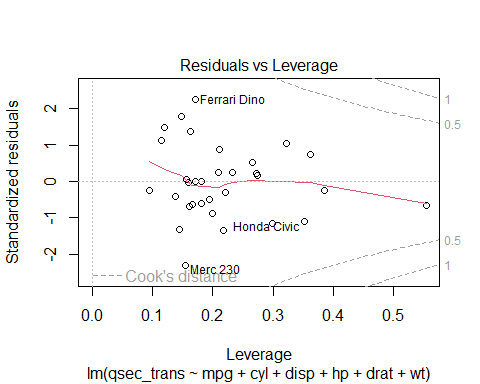 Residuals vs Leverage
Standardized residuals
2
1
0
-1
-2
Ferrari Dino
Honda Civic
Merc 230
Cook's distance
1
0.5
0.5
1
0.0 0.1 0.2 0.3 0.4 0.5
Leverage
lm(qsec_trans ~ mpg + cyl + disp + hp + drat + wt)